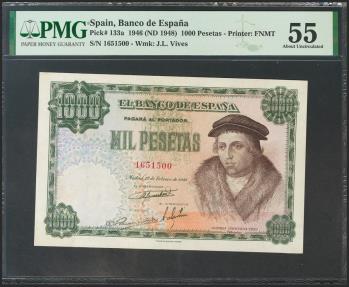 PMG
PAPER MONEY GUARANTY
Spain, Banco de España
Pick# 133a 1946 (ND 1948) 1000 Pesetas - Printer: FNMT
S/N 1651500 - Wmk: J.L. Vives
55
About Uncirculated
1000
1000
EL BANCO DE ESPAÑA
PAGARÁ AL PORTADOR
MIL PESETAS
1651500
1000
1000